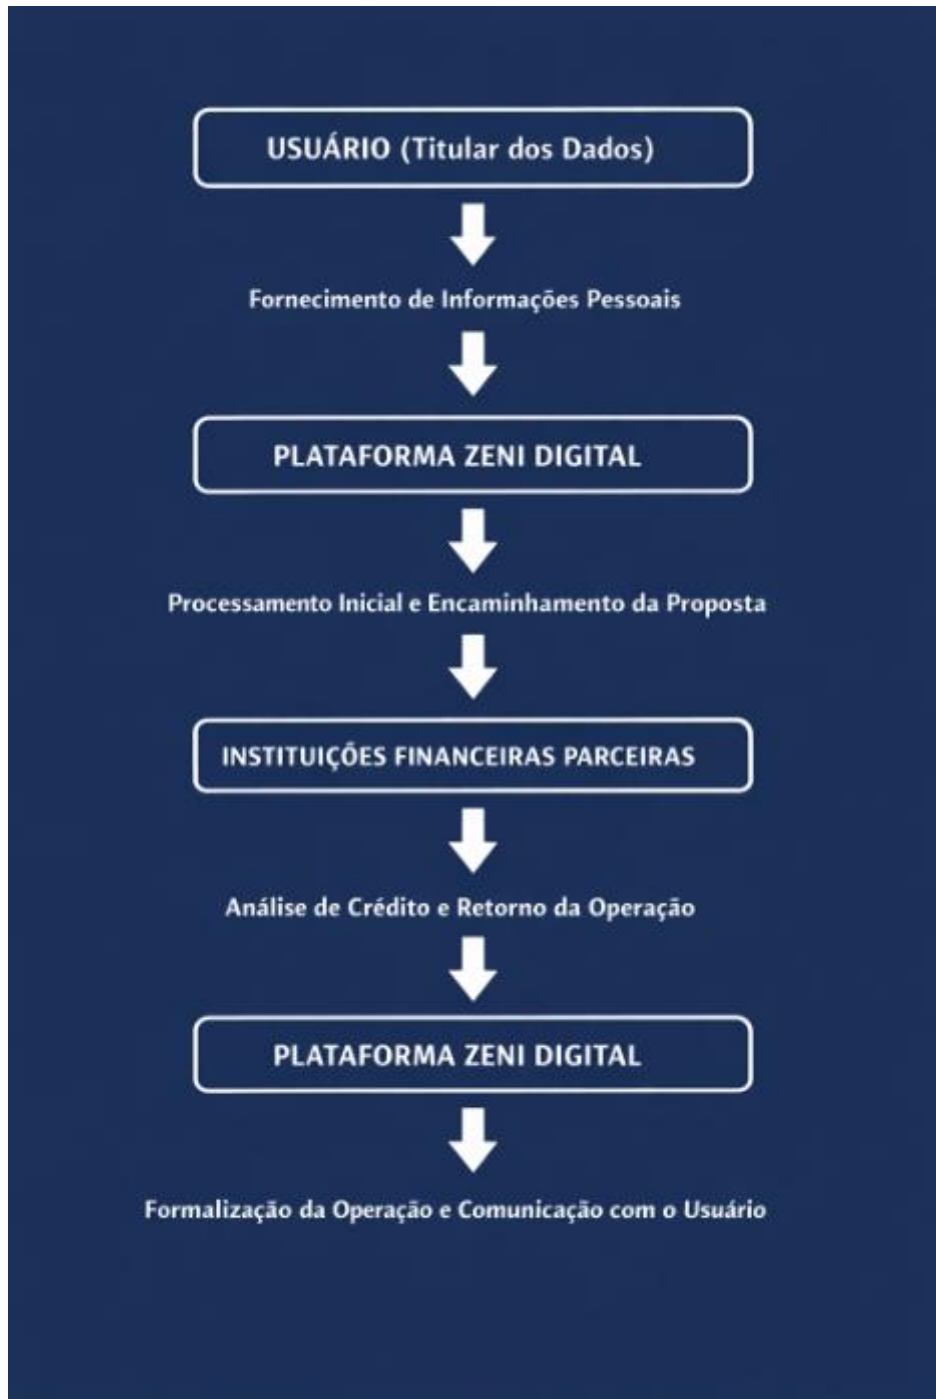 USUÁRIO (Titular dos Dados)
Fornecimento de Informações Pessoais
PLATAFORMA ZENI DIGITAL
Processamento Inicial e Encaminhamento da Proposta
INSTITUIÇÕES FINANCEIRAS PARCEIRAS
Análise de Crédito e Retorno da Operação
PLATAFORMA ZENI DIGITAL
Formalização da Operação e Comunicação com o Usuário